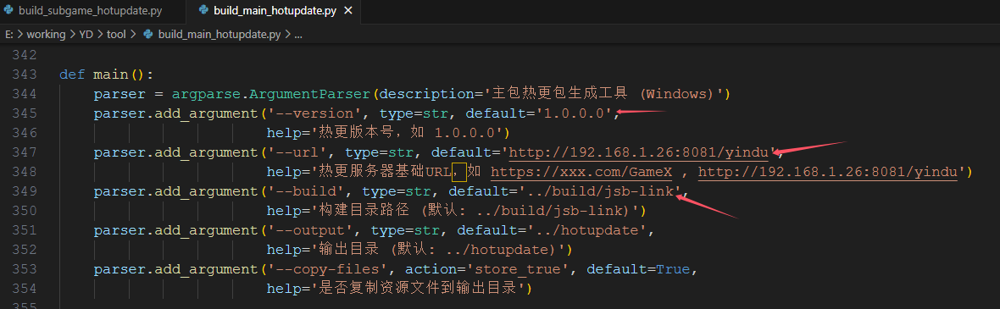 build_subgame_hotupdate.py build_main_hotupdate.py ×
E: > working > YD > tool > build_main_hotupdate.py > ...
342
343 def main():
344 parser = argparse.ArgumentParser(description='主包热更包生成工具 (Windows)')
345 parser.add_argument('--version', type=str, default='1.0.0.0',
346 help='热更版本号，如 1.0.0.0')
347 parser.add_argument('--url', type=str, default='http://192.168.1.26:8081/yindu',
348 help='热更服务器基础URL，如 https://xxx.com/GameX , http://192.168.1.26:8081/yindu')
349 parser.add_argument('--build', type=str, default='../build/jsb-link',
350 help='构建目录路径 (默认: ../build/jsb-link)')
351 parser.add_argument('--output', type=str, default='../hotupdate',
352 help='输出目录 (默认: ../hotupdate)')
353 parser.add_argument('--copy-files', action='store_true', default=True,
354 help='是否复制资源文件到输出目录')
355